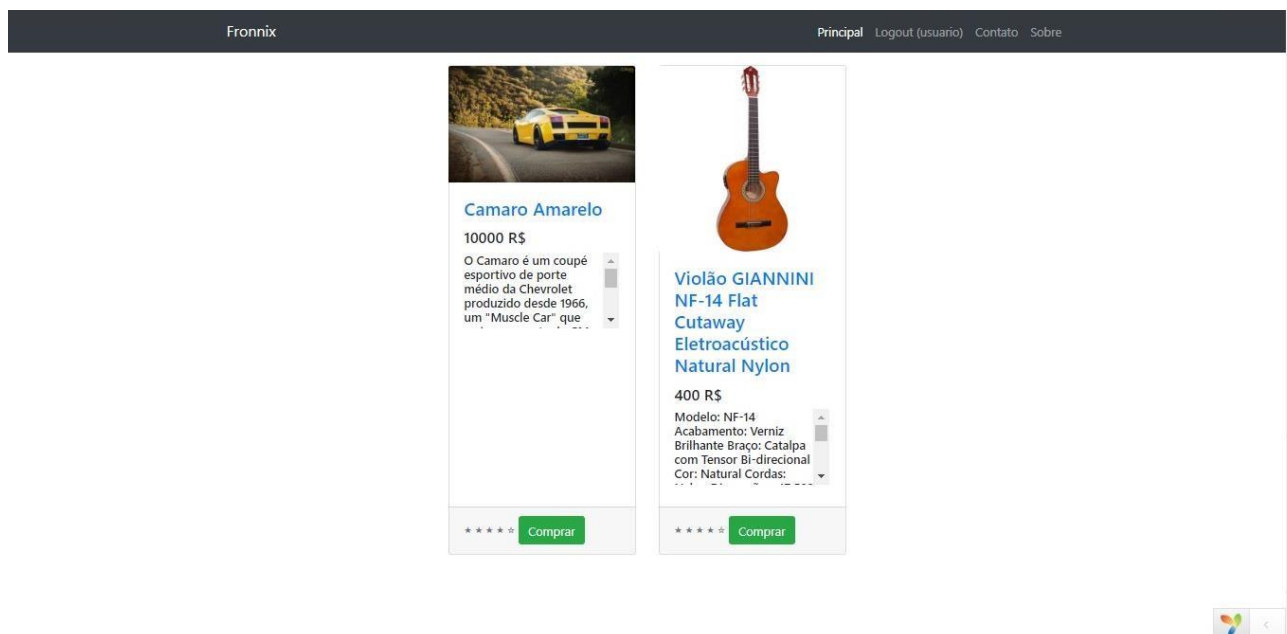 Fronnix
Principal Logout (usuario) Contato Sobre
Camaro Amarelo
10000 R$
O Camaro é um coupé
esportivo de porte
médio da Chevrolet
produzido desde 1966,
um "Muscle Car" que
★ ★ ★ ★ ☆ Comprar
Violão GIANNINI
NF-14 Flat
Cutaway
Eletroacústico
Natural Nylon
400 R$
Modelo: NF-14
Acabamento: Verniz
Brilhante Braço: Catalpa
com Tensor Bi-direcional
Cor: Natural Cordas:
★ ★ ★ ★ ☆ Comprar